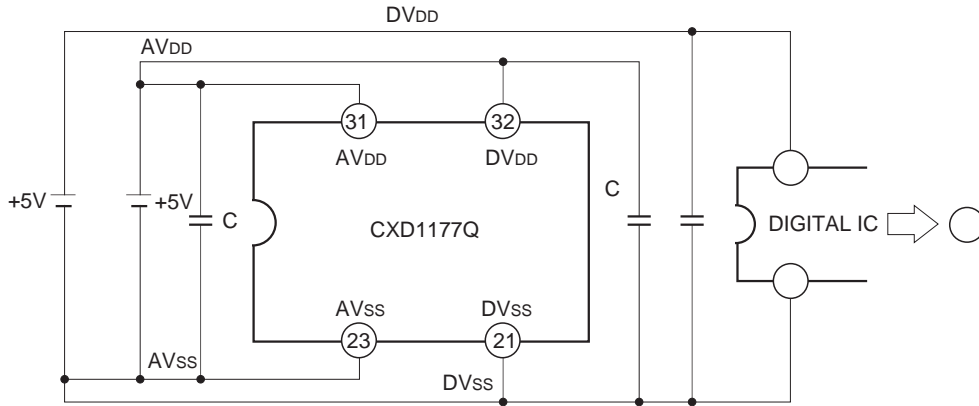 DVDD
AVDD
31
32
AVDD
DVDD
+5V
+5V
C
C
CXD1177Q
DIGITAL IC
AVSS
DVSS
23
21
AVSS
DVSS